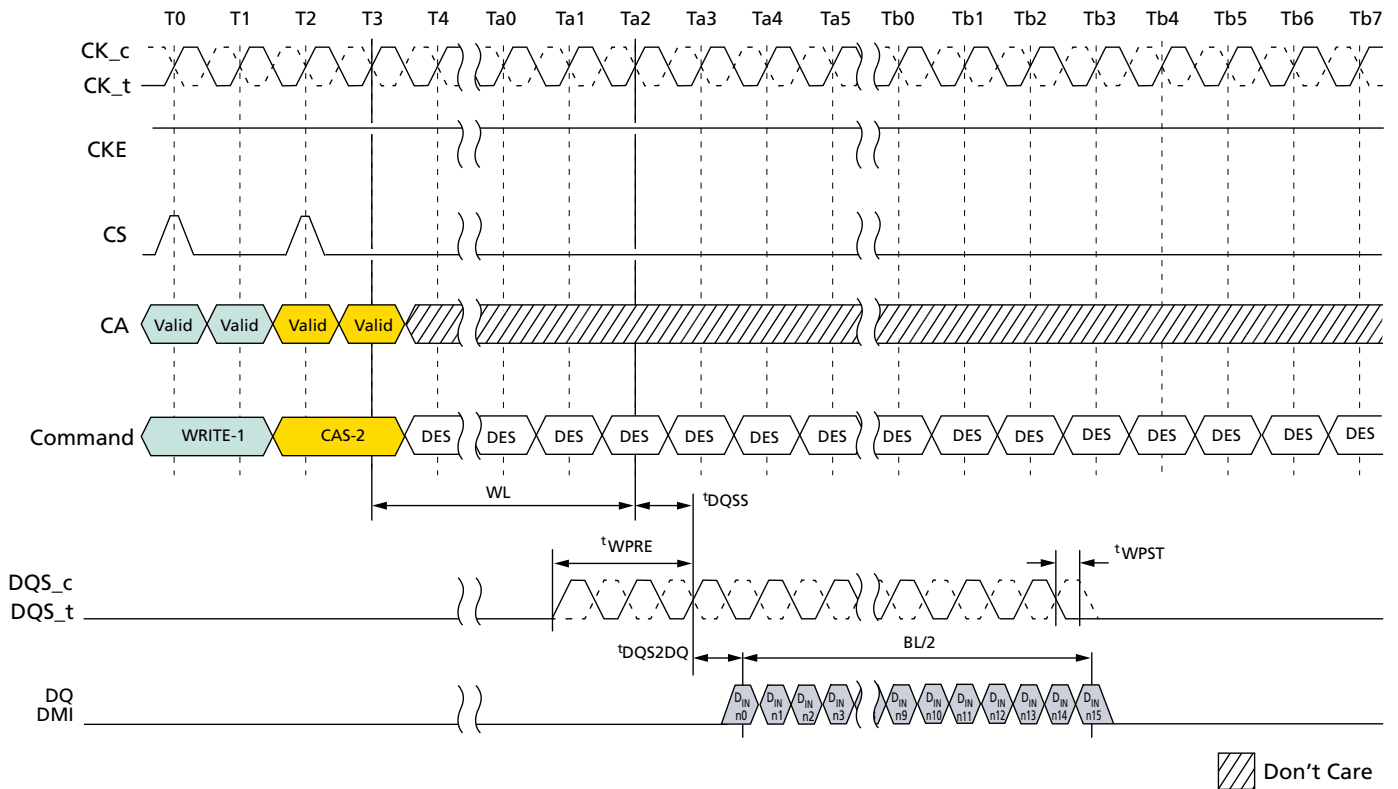 T0 T1 T2 T3 T4 Ta0 Ta1 Ta2 Ta3 Ta4 Ta5 Tb0 Tb1 Tb2 Tb3 Tb4 Tb5 Tb6 Tb7
CK_c
CK_t
CKE
CS
CA Valid Valid Valid Valid
Command WRITE-1 CAS-2 DES DES DES DES DES DES DES DES DES DES DES DES DES DES DES
WL tDQSS
tWPRE tWPST
DQS_c
DQS_t
tDQS2DQ BL/2
DQ
DMI
DIN n0 DIN n1 DIN n2 DIN n3 DIN n9 DIN n10 DIN n11 DIN n12 DIN n13 DIN n14 DIN n15
Don't Care